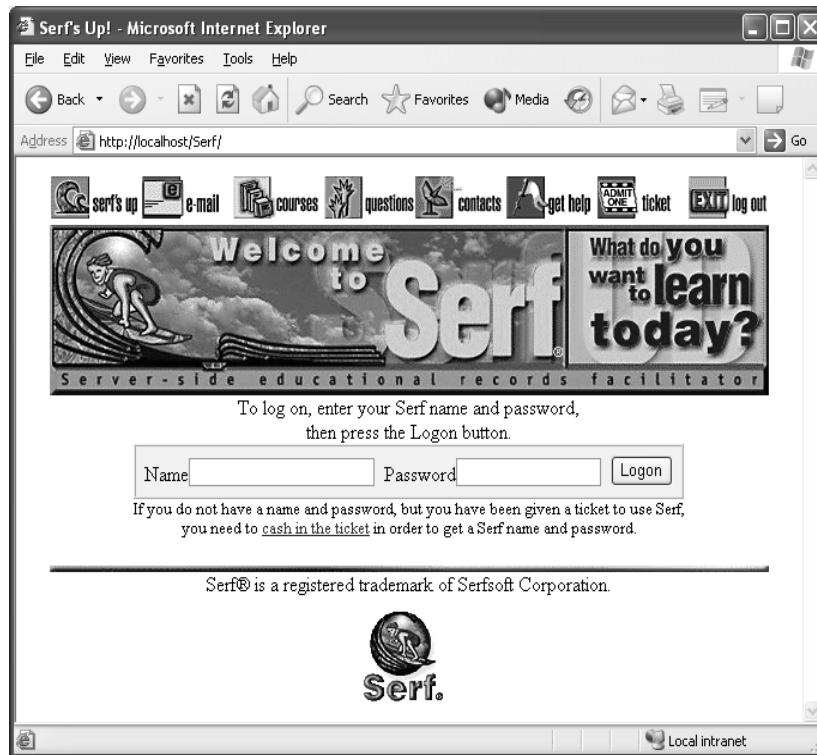 Serf's Up! - Microsoft Internet Explorer
File Edit View Favorites Tools Help
Back Search Favorites Media
Address http://localhost/Serf/ Go
serf's up e-mail courses questions contacts get help ADMIT ONE ticket EXIT log out
Welcome
to
Serf®
What do you
want to learn
today?
Server-side educational records facilitator
To log on, enter your Serf name and password,
then press the Logon button.
Name Password Logon
If you do not have a name and password, but you have been given a ticket to use Serf,
you need to cash in the ticket in order to get a Serf name and password.
Serf® is a registered trademark of Serfsoft Corporation.
Serf®
Local intranet